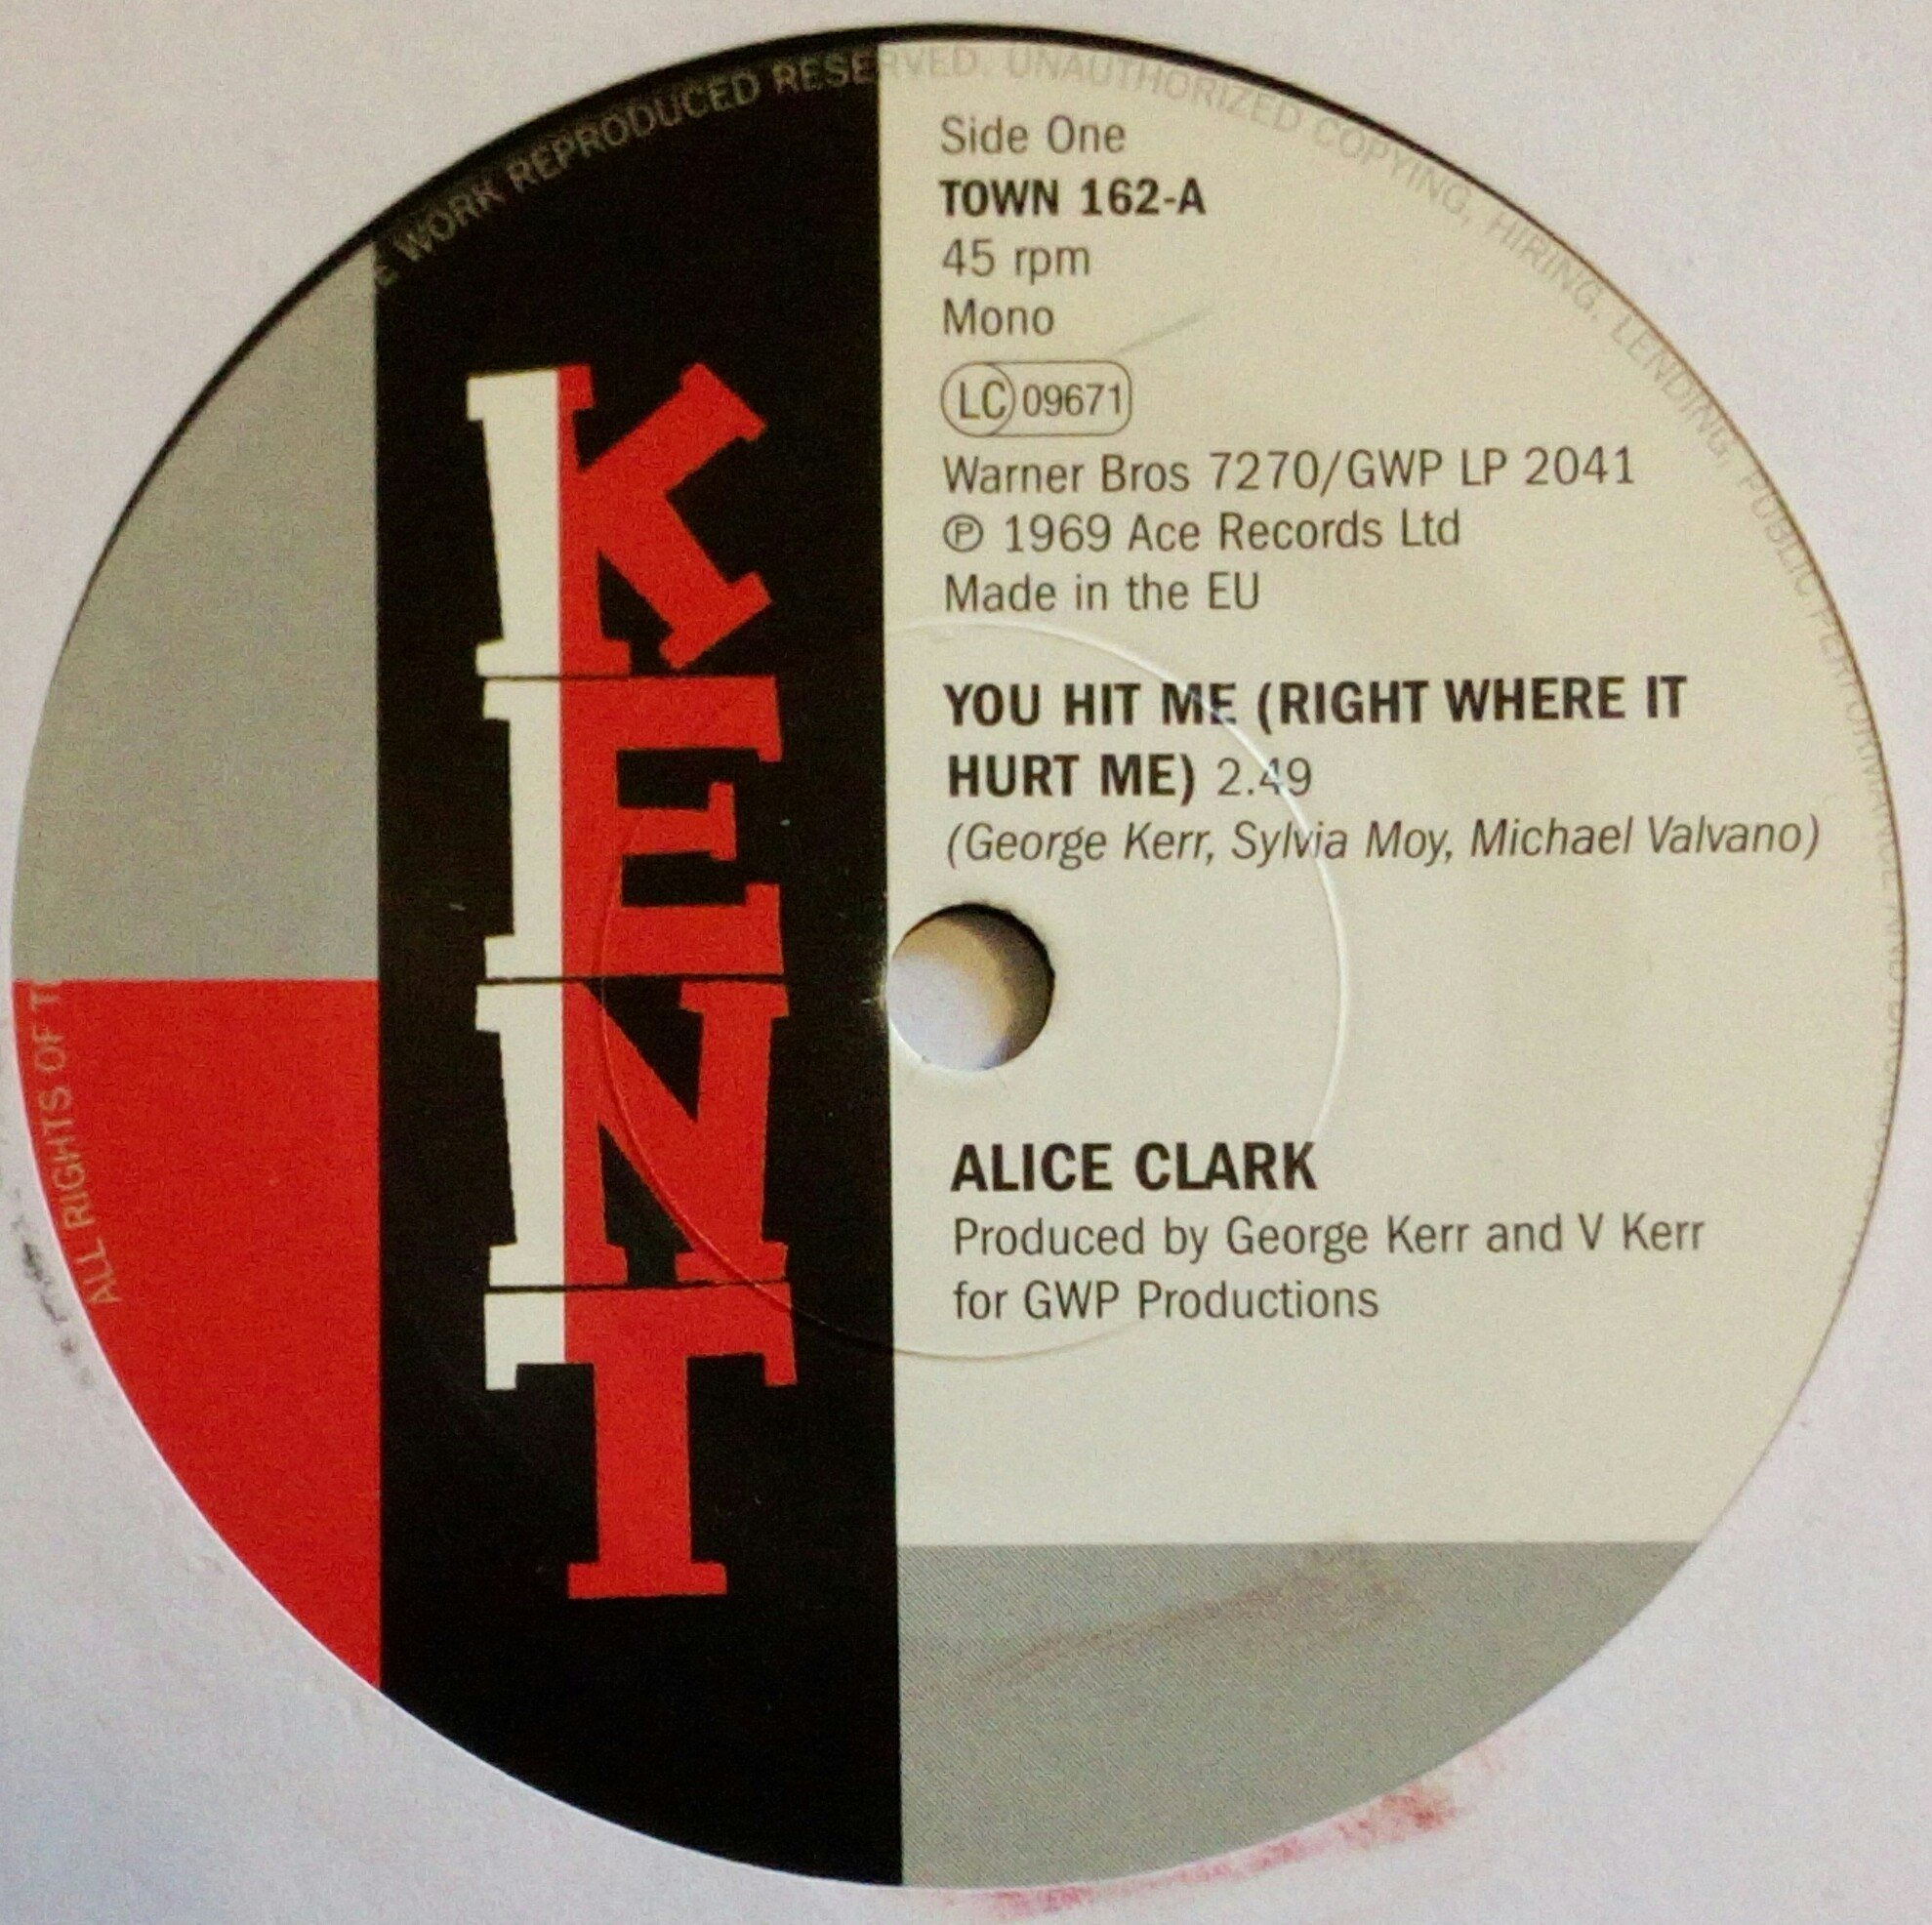 KENT
Side One
TOWN 162-A
45 rpm
Mono
LC 09671
Warner Bros 7270/GWP LP 2041
℗ 1969 Ace Records Ltd
Made in the EU
YOU HIT ME (RIGHT WHERE IT
HURT ME) 2.49
(George Kerr, Sylvia Moy, Michael Valvano)
ALICE CLARK
Produced by George Kerr and V Kerr
for GWP Productions
ALL RIGHTS OF WORK REPRODUCED RESERVED. UNAUTHORIZED COPYING, HIRING, LENDING, PUBLIC PERFORMANCE AND